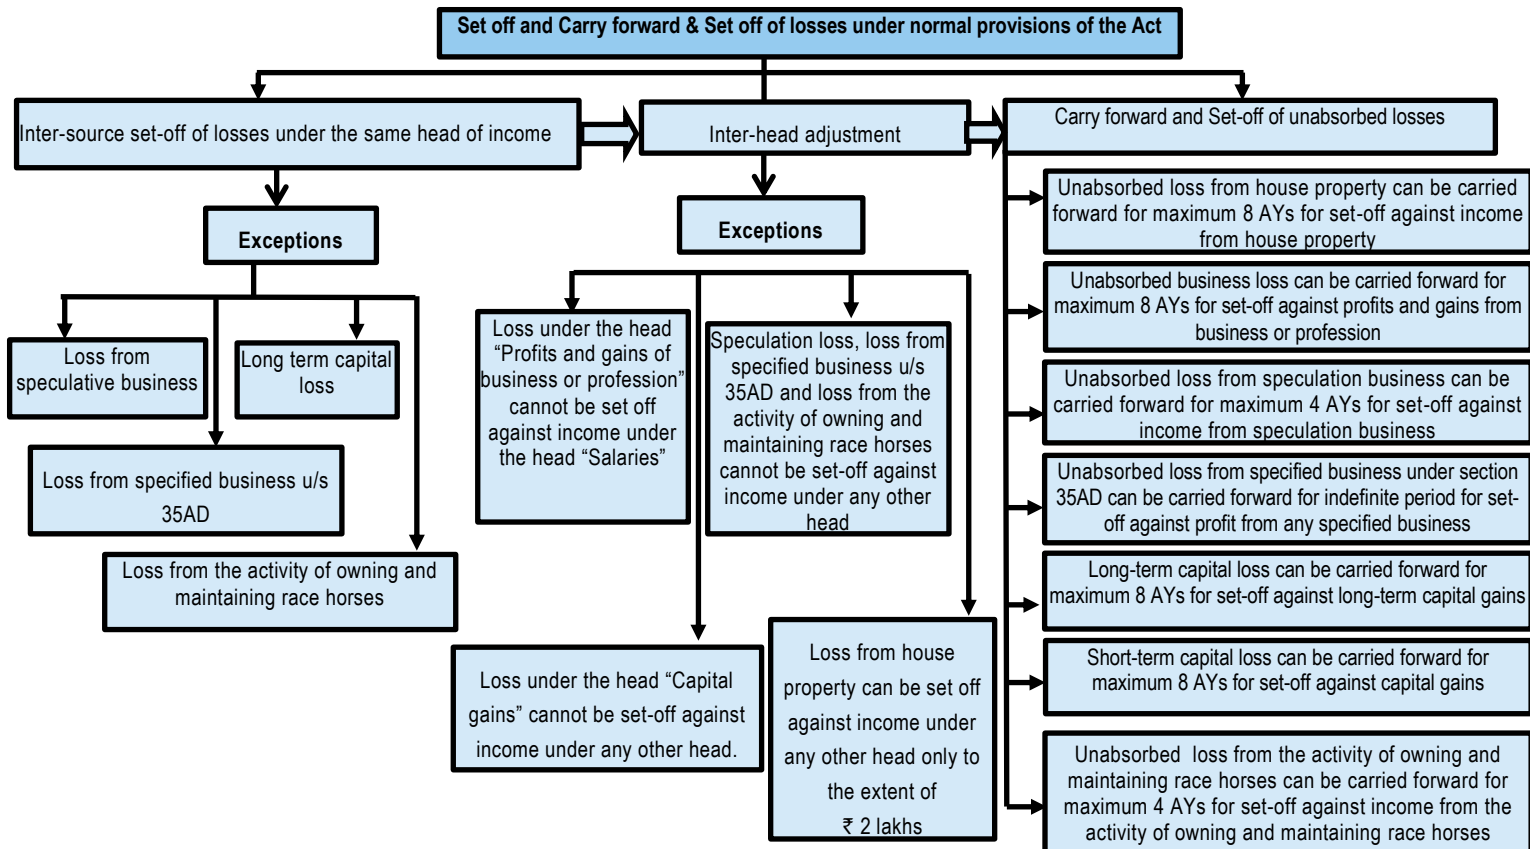 Set off and Carry forward & Set off of losses under normal provisions of the Act
Inter-source set-off of losses under the same head of income
Inter-head adjustment
Carry forward and Set-off of unabsorbed losses
Exceptions
Loss from
speculative business
Long term capital
loss
Loss from specified business u/s
35AD
Loss from the activity of owning and
maintaining race horses
Exceptions
Loss under the head
“Profits and gains of
business or profession”
cannot be set off
against income under
the head “Salaries”
Speculation loss, loss from
specified business u/s
35AD and loss from the
activity of owning and
maintaining race horses
cannot be set-off against
income under any other
head
Loss under the head “Capital
gains” cannot be set-off against
income under any other head.
Loss from house
property can be set off
against income under
any other head only to
the extent of
₹ 2 lakhs
Unabsorbed loss from house property can be carried
forward for maximum 8 AYs for set-off against income
from house property
Unabsorbed business loss can be carried forward for
maximum 8 AYs for set-off against profits and gains from
business or profession
Unabsorbed loss from speculation business can be
carried forward for maximum 4 AYs for set-off against
income from speculation business
Unabsorbed loss from specified business under section
35AD can be carried forward for indefinite period for set-
off against profit from any specified business
Long-term capital loss can be carried forward for
maximum 8 AYs for set-off against long-term capital gains
Short-term capital loss can be carried forward for
maximum 8 AYs for set-off against capital gains
Unabsorbed loss from the activity of owning and
maintaining race horses can be carried forward for
maximum 4 AYs for set-off against income from the
activity of owning and maintaining race horses